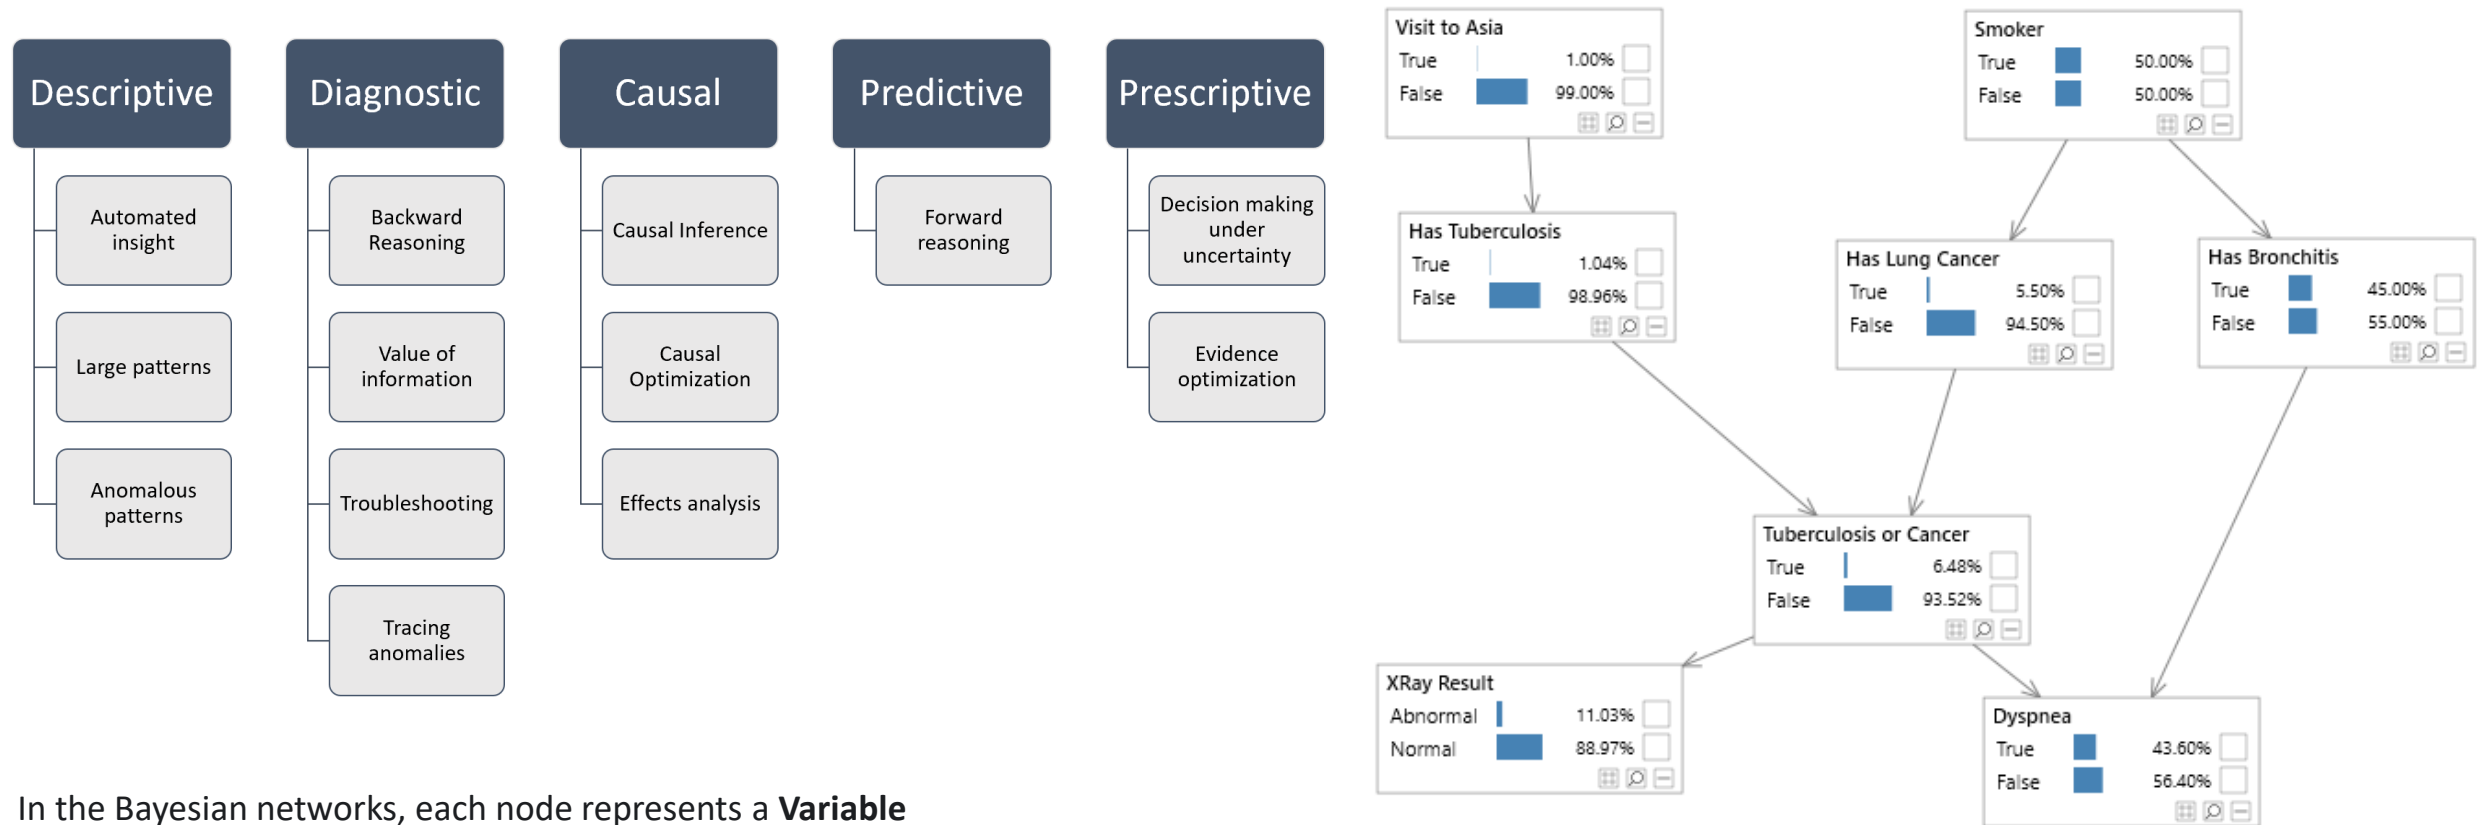 Descriptive
Automated
insight
Large patterns
Anomalous
patterns
Diagnostic
Backward
Reasoning
Value of
information
Troubleshooting
Tracing
anomalies
Causal
Causal Inference
Causal
Optimization
Effects analysis
Predictive
Forward
reasoning
Prescriptive
Decision making
under
uncertainty
Evidence
optimization
Visit to Asia
True 1.00%
False 99.00%
Smoker
True 50.00%
False 50.00%
Has Tuberculosis
True 1.04%
False 98.96%
Has Lung Cancer
True 5.50%
False 94.50%
Has Bronchitis
True 45.00%
False 55.00%
Tuberculosis or Cancer
True 6.48%
False 93.52%
XRay Result
Abnormal 11.03%
Normal 88.97%
Dyspnea
True 43.60%
False 56.40%
In the Bayesian networks, each node represents a Variable